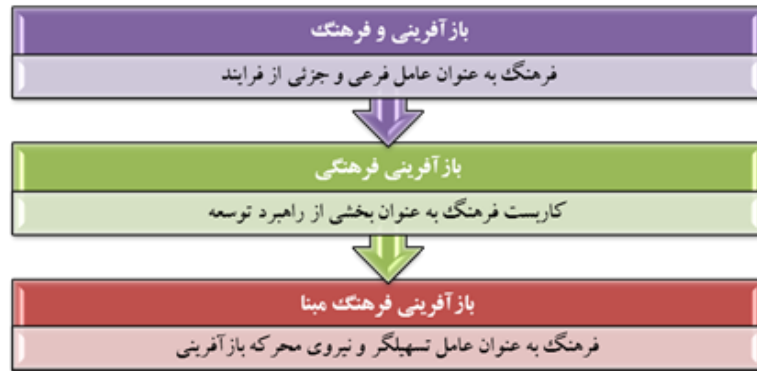 بازآفرینی و فرهنگ
فرهنگ به عنوان عامل فرعی و جزئی از فرایند
بازآفرینی فرهنگی
کاربست فرهنگ به عنوان بخشی از راهبرد توسعه
بازآفرینی فرهنگ مبنا
فرهنگ به عنوان عامل تسهیلگر و نیروی محرکه بازآفرینی